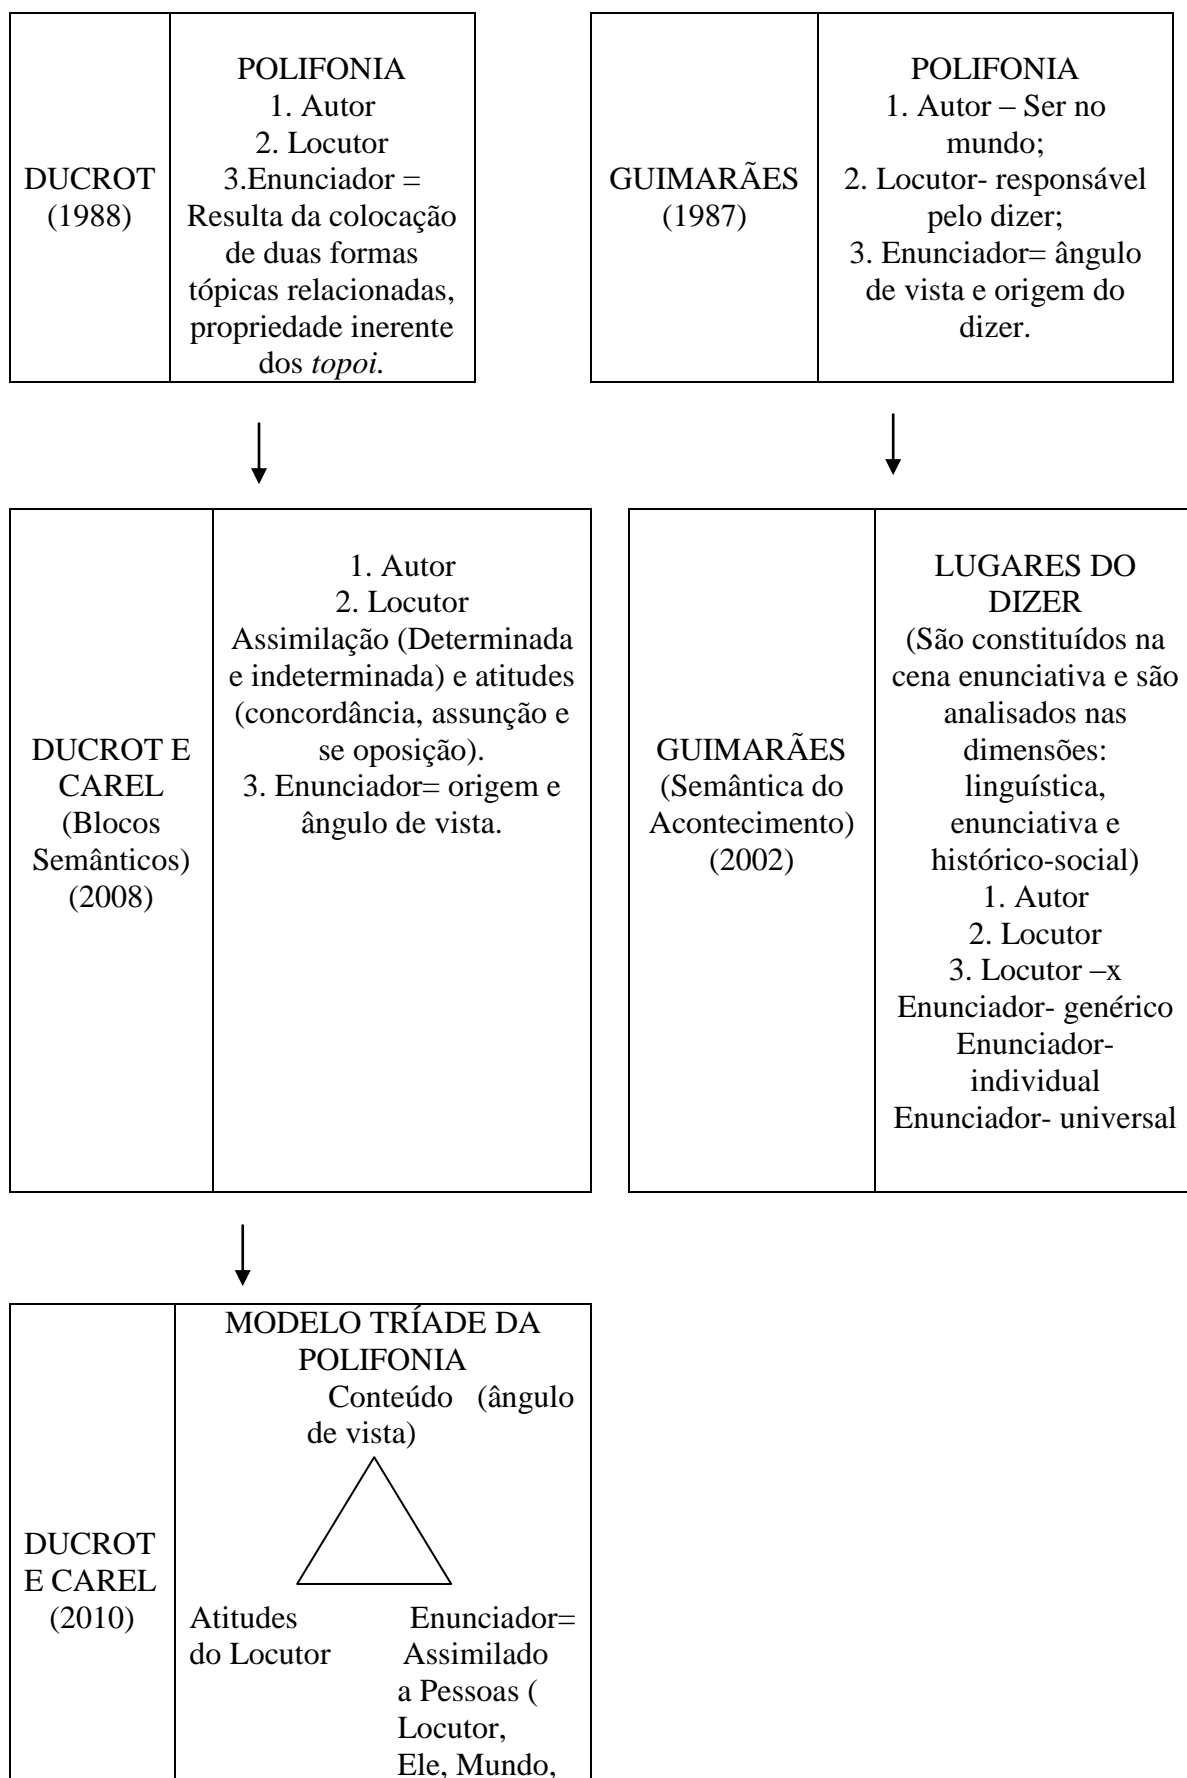 DUCROT
(1988)
POLIFONIA
1. Autor
2. Locutor
3.Enunciador =
Resulta da colocação
de duas formas
tópicas relacionadas,
propriedade inerente
dos topoi.
GUIMARÃES
(1987)
POLIFONIA
1. Autor – Ser no
mundo;
2. Locutor- responsável
pelo dizer;
3. Enunciador= ângulo
de vista e origem do
dizer.
DUCROT E
CAREL
(Blocos
Semânticos)
(2008)
1. Autor
2. Locutor
Assimilação (Determinada
e indeterminada) e atitudes
(concordância, assunção e
se oposição).
3. Enunciador= origem e
ângulo de vista.
GUIMARÃES
(Semântica do
Acontecimento)
(2002)
LUGARES DO
DIZER
(São constituídos na
cena enunciativa e são
analisados nas
dimensões:
linguística,
enunciativa e
histórico-social)
1. Autor
2. Locutor
3. Locutor –x
Enunciador- genérico
Enunciador-
individual
Enunciador- universal
DUCROT
E CAREL
(2010)
MODELO TRÍADE DA
POLIFONIA
Conteúdo (ângulo
de vista)
Atitudes
do Locutor
Enunciador=
Assimilado
a Pessoas (
Locutor,
Ele, Mundo,